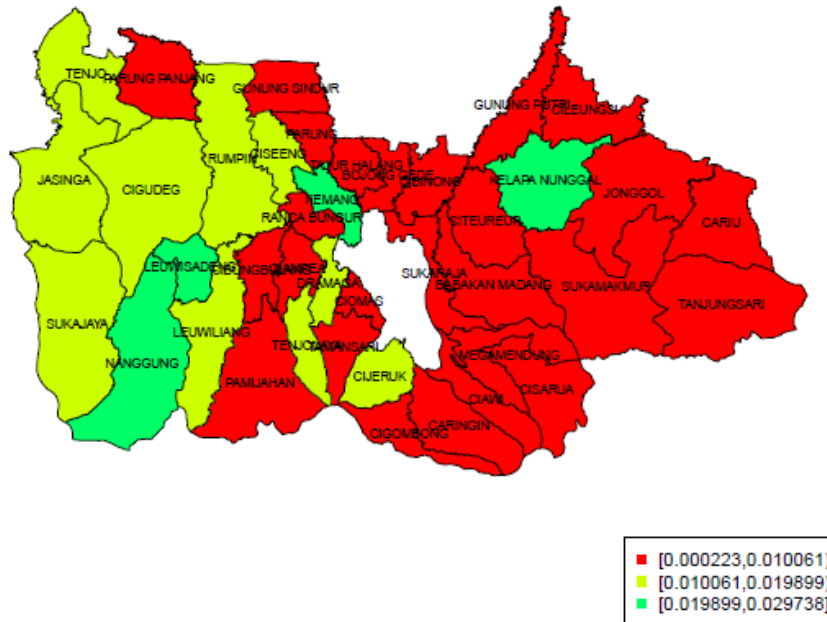 TENJO
PARUNG PANJANG
GUNUNG SINDUR
GUNUNG PUTRI
CILEUNGSI
PARUNG
RUMPIN
CISEENG
TAJUR HALANG
BOJONG GEDE
CIBINONG
JASINGA
CIGUDEG
KELAPA NUNGGAL
JONGGOL
KEMANG
RANCA BUNGUR
CITEUREUP
CARIU
LEUWISADENG
CIBUNGBULANG
CIAMPEA
SUKARAJA
DRAMAGA
BABAKAN MADANG
SUKAMAKMUR
CIOMAS
TANJUNGSARI
SUKAJAYA
LEUWILIANG
TENJOLAYA
TAMANSARI
NANGGUNG
MEGAMENDUNG
PAMIJAHAN
CIJERUK
CISARUA
CIAWI
CARINGIN
CIGOMBONG
[0.000223,0.010061)
[0.010061,0.019899)
[0.019899,0.029738]